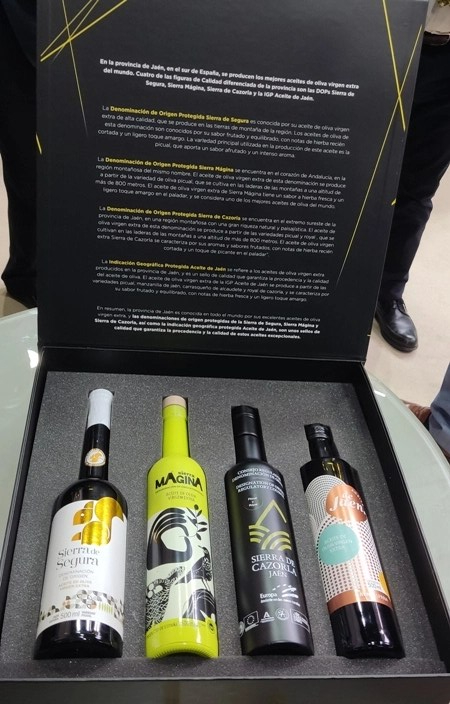 En la provincia de Jaén, en el sur de España, se producen los mejores aceites de oliva virgen extra
del mundo. Cuatro de las figuras de Calidad diferenciada de la provincia son las DOPs Sierra de
Segura, Sierra Mágina, Sierra de Cazorla y la IGP Aceite de Jaén.
La Denominación de Origen Protegida Sierra de Segura es conocida por su aceite de oliva virgen
extra de alta calidad, que se produce en las tierras de montaña de la región. Los aceites de oliva de
esta denominación son conocidos por su sabor frutado y equilibrado, con notas de hierba recién
cortada y un ligero toque amargo. La variedad principal utilizada en la producción de este aceite es la
picual, que aporta un sabor afrutado y un intenso aroma.
La Denominación de Origen Protegida Sierra Mágina se encuentra en el corazón de Andalucía, en la
región montañosa del mismo nombre. El aceite de oliva virgen extra de esta denominación se produce
a partir de la variedad de oliva picual, que se cultiva en las laderas de las montañas a una altitud de
más de 800 metros. El aceite de oliva virgen extra de Sierra Mágina tiene un sabor a hierba fresca y un
ligero toque amargo en el paladar, y se considera uno de los mejores aceites de oliva del mundo.
La Denominación de Origen Protegida Sierra de Cazorla se encuentra en el extremo sureste de la
provincia de Jaén, en una región montañosa con una gran riqueza natural y paisajística. El aceite de
oliva virgen extra de esta denominación se produce a partir de las variedades picual y royal, que se
cultivan en las laderas de las montañas a una altitud de más de 800 metros. El aceite de oliva virgen
extra Sierra de Cazorla se caracteriza por sus aromas y sabores frutados, con notas de hierba recién
cortada y un toque de picante en el paladar.
La Indicación Geográfica Protegida Aceite de Jaén se refiere a los aceites de oliva virgen extra
producidos en la provincia de Jaén, y es un sello de calidad que garantiza la procedencia y la calidad
del aceite de oliva. El aceite de oliva virgen extra de la IGP Aceite de Jaén se produce a partir de las
variedades picual, manzanilla de jaén, carrasqueño de alcaudete y royal de cazorla, y se caracteriza por
su sabor frutado y equilibrado, con notas de hierba fresca y un ligero toque amargo.
En resumen, la provincia de Jaén es conocida en todo el mundo por sus excelentes aceites de oliva
virgen extra, y las denominaciones de origen protegidas de la Sierra de Segura, Sierra Mágina y
Sierra de Cazorla, así como la indicación geográfica protegida Aceite de Jaén, son unos sellos de
calidad que garantiza la procedencia y la calidad de estos aceites excepcionales.
Sierra de
Segura
DENOMINACIÓN
DE ORIGEN
500 ml
SIERRA
MAGINA
SIERRA DE
CAZORLA
JAÉN
Europe
Jaén
ACEITE DE